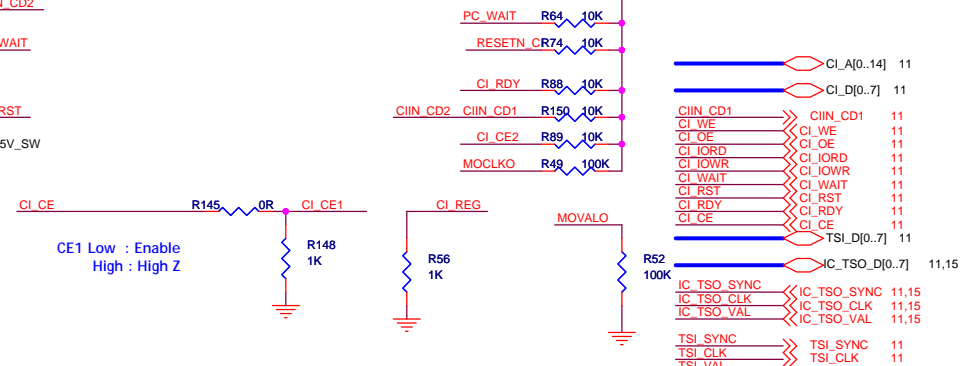 N_CD2
WAIT
RST
5V_SW
PC_WAIT R64 10K
RESETN_C R74 10K
CI_RDY R88 10K
CIIN_CD2 CIIN_CD1 R150 10K
CI_CE2 R89 10K
MOCLKO R49 100K
CI_CE R145 0R CI_CE1
CE1 Low : Enable
High : High Z
R148
1K
CI_REG
R56
1K
MOVALO
R52
100K
CI_A[0..14] 11
CI_D[0..7] 11
CIIN_CD1 CIIN_CD1 11
CI_WE CI_WE 11
CI_OE CI_OE 11
CI_IORD CI_IORD 11
CI_IOWR CI_IOWR 11
CI_WAIT CI_WAIT 11
CI_RST CI_RST 11
CI_RDY CI_RDY 11
CI_CE CI_CE 11
TSI_D[0..7] 11
IC_TSO_D[0..7] 11,15
IC_TSO_SYNC IC_TSO_SYNC 11,15
IC_TSO_CLK IC_TSO_CLK 11,15
IC_TSO_VAL IC_TSO_VAL 11,15
TSI_SYNC TSI_SYNC 11
TSI_CLK TSI_CLK 11
TSI_VAL